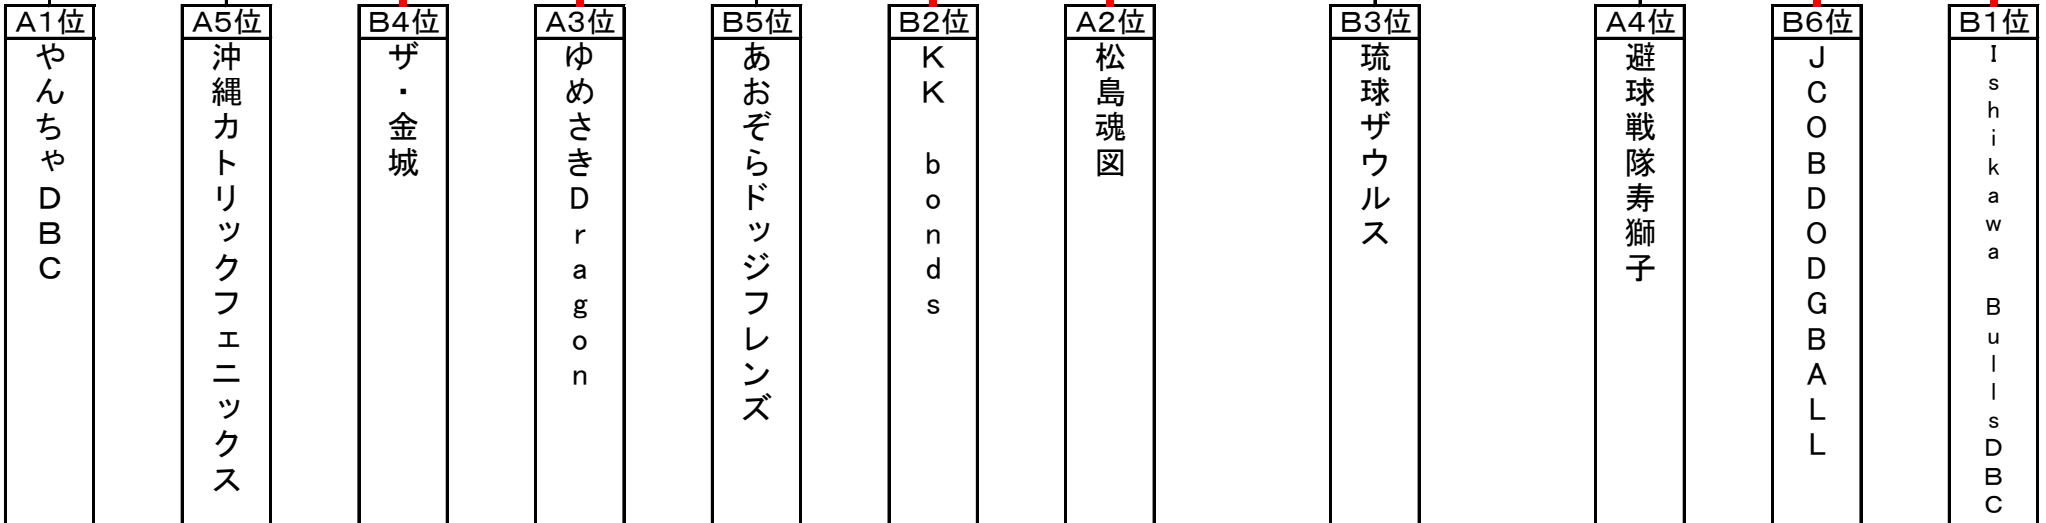 A1位
やんちゃDBC
A5位
沖縄カトリックフェニックス
B4位
ザ・金城
A3位
ゆめさきDragon
B5位
あおぞらドッジフレンズ
B2位
KK bonds
A2位
松島魂図
B3位
琉球ザウルス
A4位
避球戦隊寿獅子
B6位
JCOBDODGBALL
B1位
Ishikawa BullsDBC